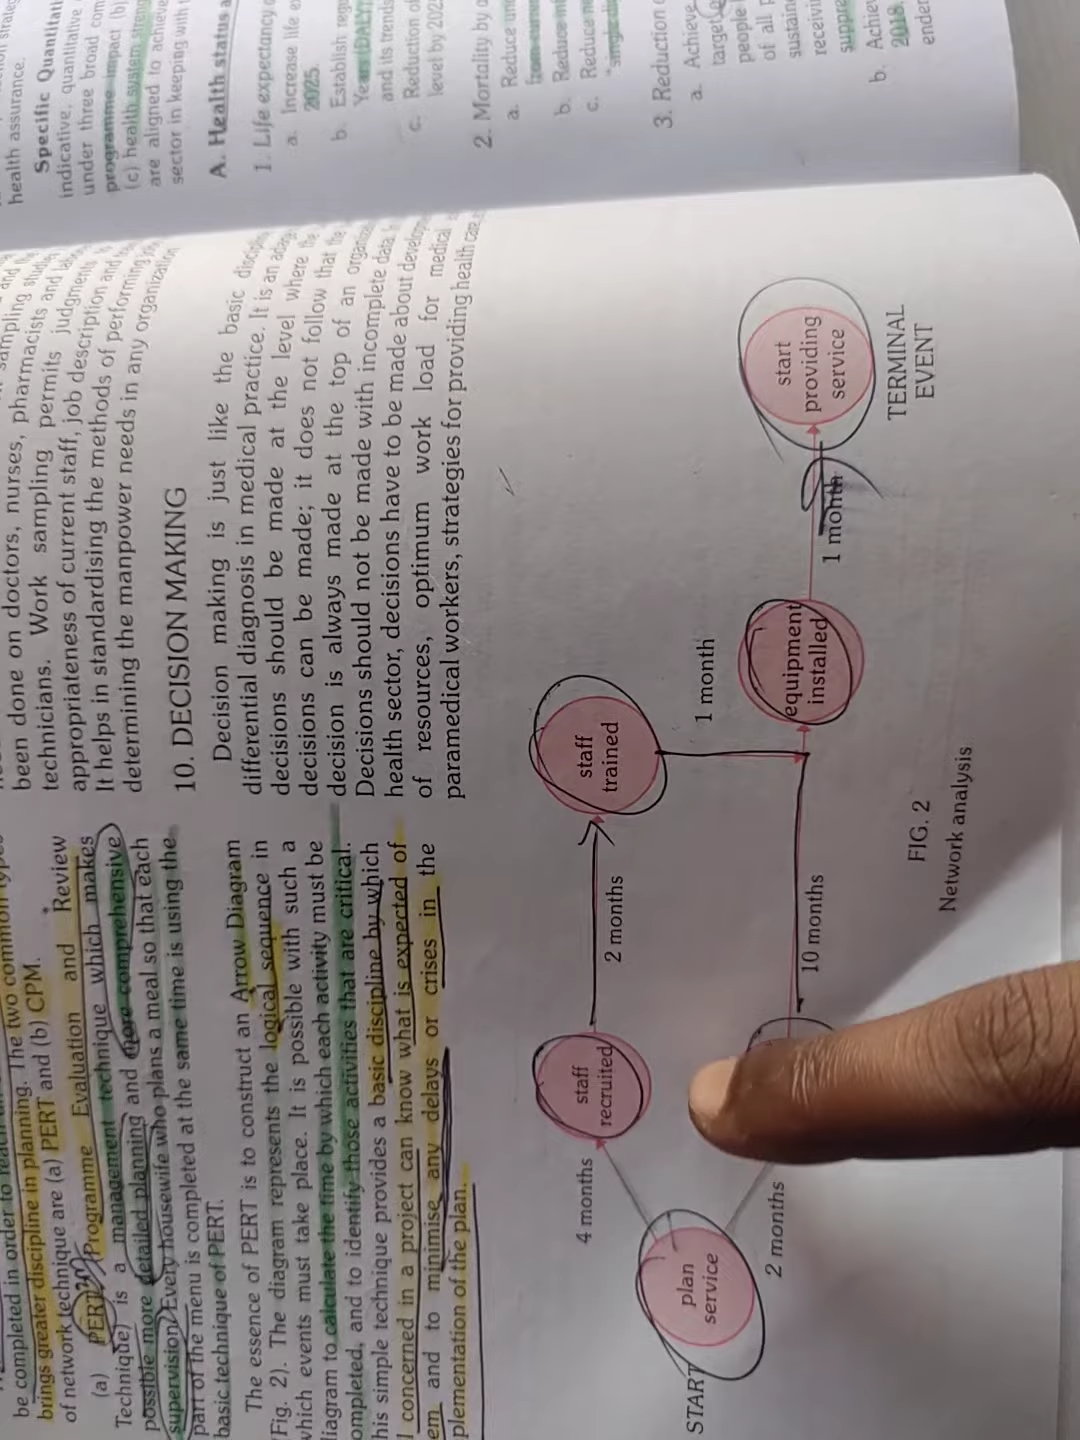 be completed in order to reach
brings greater discipline in planning. The two common types
of network technique are (a) PERT and (b) CPM.
(a) PERT (Programme Evaluation and Review
Technique) is a management technique which makes
possible more detailed planning and more comprehensive
supervision. Every housewife who plans a meal so that each
part of the menu is completed at the same time is using the
basic technique of PERT.
The essence of PERT is to construct an Arrow Diagram
(Fig. 2). The diagram represents the logical sequence in
which events must take place. It is possible with such a
diagram to calculate the time by which each activity must be
ompleted, and to identify those activities that are critical.
his simple technique provides a basic discipline by which
l concerned in a project can know what is expected of
em and to minimise any delays or crises in the
plementation of the plan.
been done on doctors, nurses, pharmacists and
technicians. Work sampling permits judgments
appropriateness of current staff, job description and
It helps in standardising the methods of performing
determining the manpower needs in any organization
10. DECISION MAKING
Decision making is just like the basic
differential diagnosis in medical practice. It is an
decisions should be made at the level where the
decisions can be made; it does not follow that the
decision is always made at the top of an
Decisions should not be made with incomplete data
health sector, decisions have to be made about
of resources, optimum work load for medical
paramedical workers, strategies for providing health care
START
plan
service
4 months
2 months
staff
recruited
2 months
staff
trained
10 months
1 month
equipment
installed
1 month
start
providing
service
TERMINAL
EVENT
FIG. 2
Network analysis
health assurance.
Specific Quantitati
indicative, quantitative
under three broad com
programme impact (b)
(c) health system streng
are aligned to achieve
sector in keeping with
A. Health status a
1. Life expectancy
a. Increase life
2025.
b. Establish regu
Years (DALY)
and its trends
c. Reduction of
level by 2025
2. Mortality by
a. Reduce
b. Reduce
c. Reduce
"single
3. Reduction
a. Achieve
target
people
of all
sustain
receivin
suppre
b. Achiev
2018,
ender